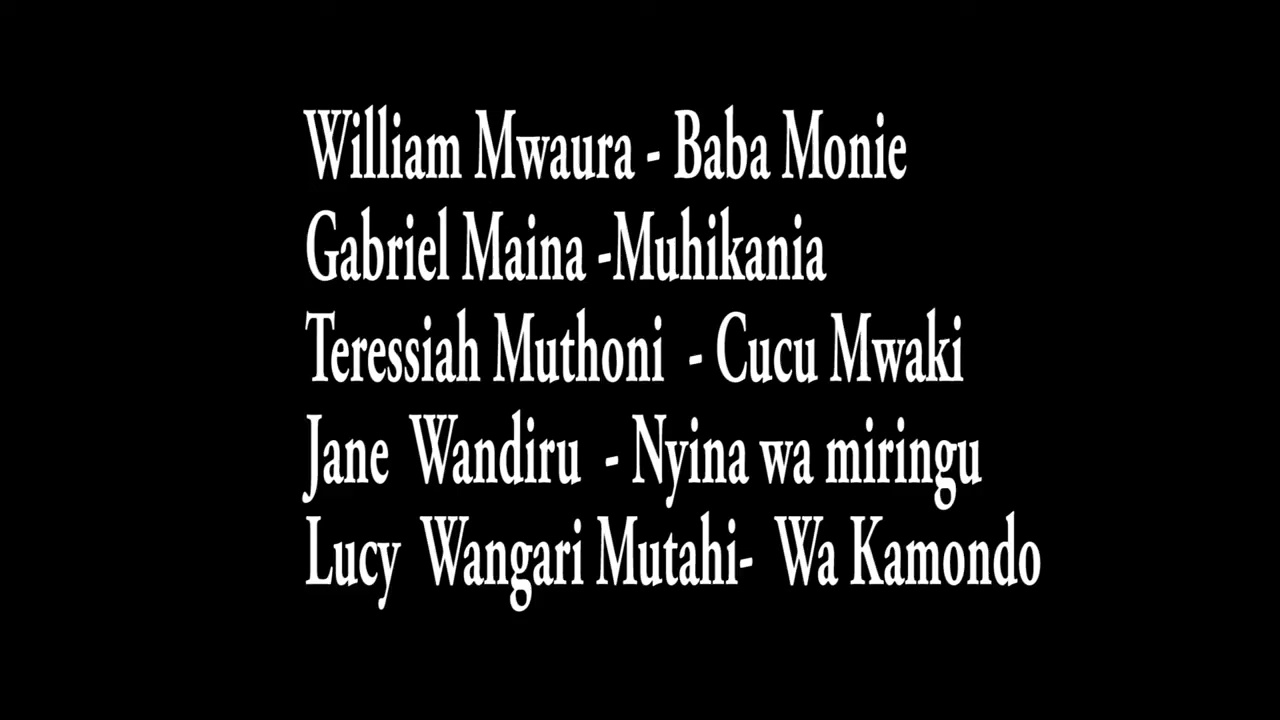 William Mwaura - Baba Monie
Gabriel Maina -Muhikania
Teressiah Muthoni - Cucu Mwaki
Jane Wandiru - Nyina wa miringu
Lucy Wangari Mutahi- Wa Kamondo